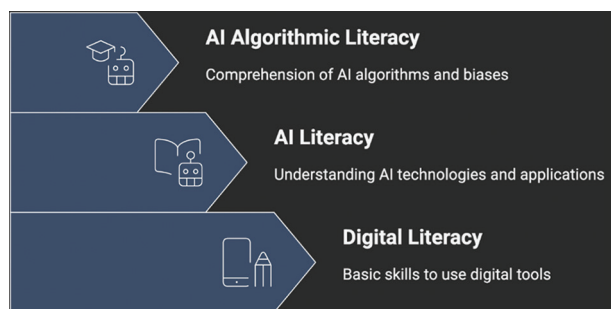 AI Algorithmic Literacy
Comprehension of AI algorithms and biases
AI Literacy
Understanding AI technologies and applications
Digital Literacy
Basic skills to use digital tools